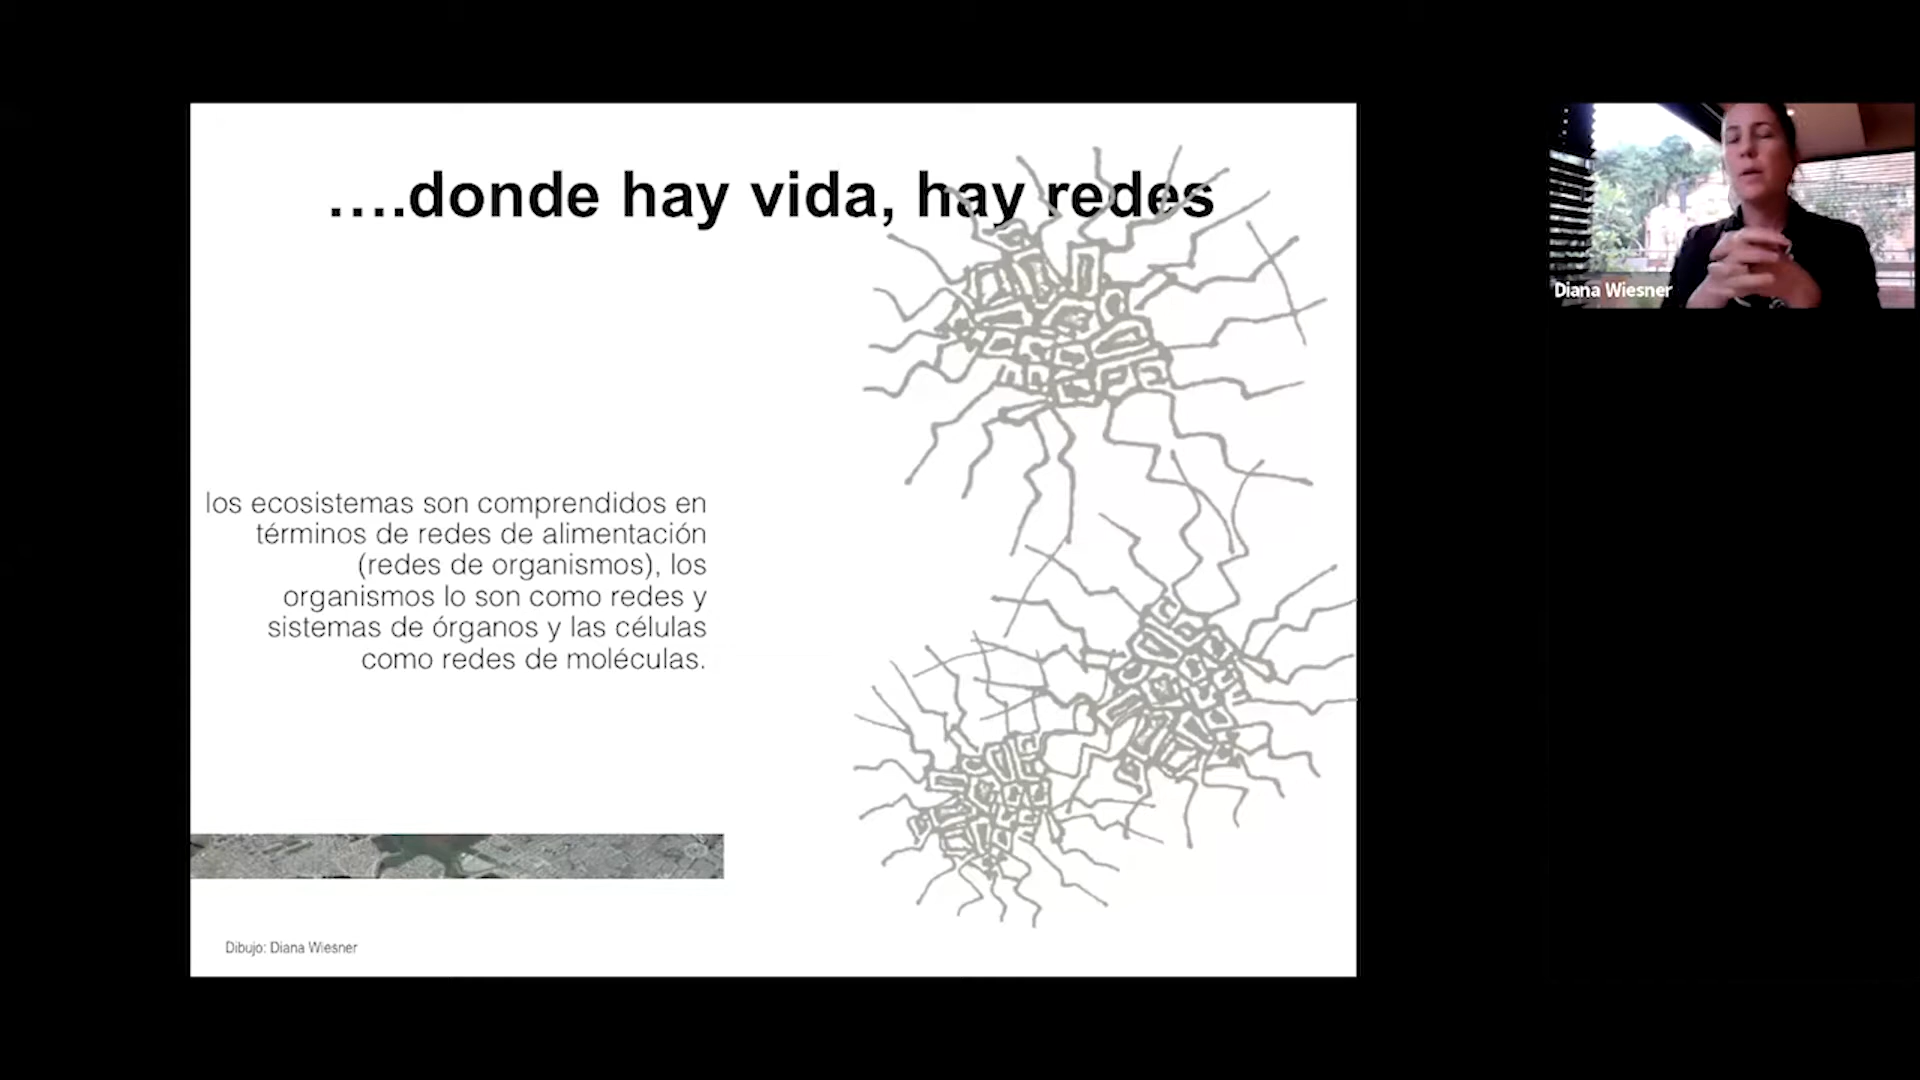 ....donde hay vida, hay redes
los ecosistemas son comprendidos en
términos de redes de alimentación
(redes de organismos), los
organismos lo son como redes y
sistemas de órganos y las células
como redes de moléculas.
Dibujo: Diana Wiesner
Diana Wiesner